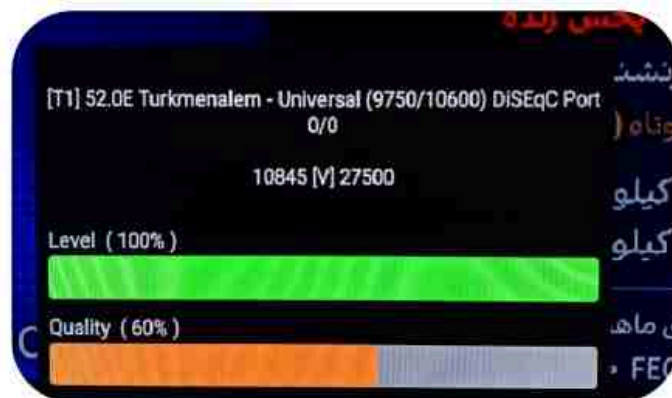 پخش زنده
[T1] 52.0E Turkmenalem - Universal (9750/10600) DiSEqC Port
0/0
10845 [V] 27500
Level ( 100% )
Quality ( 60% )
کیلو
کیلو
FEC